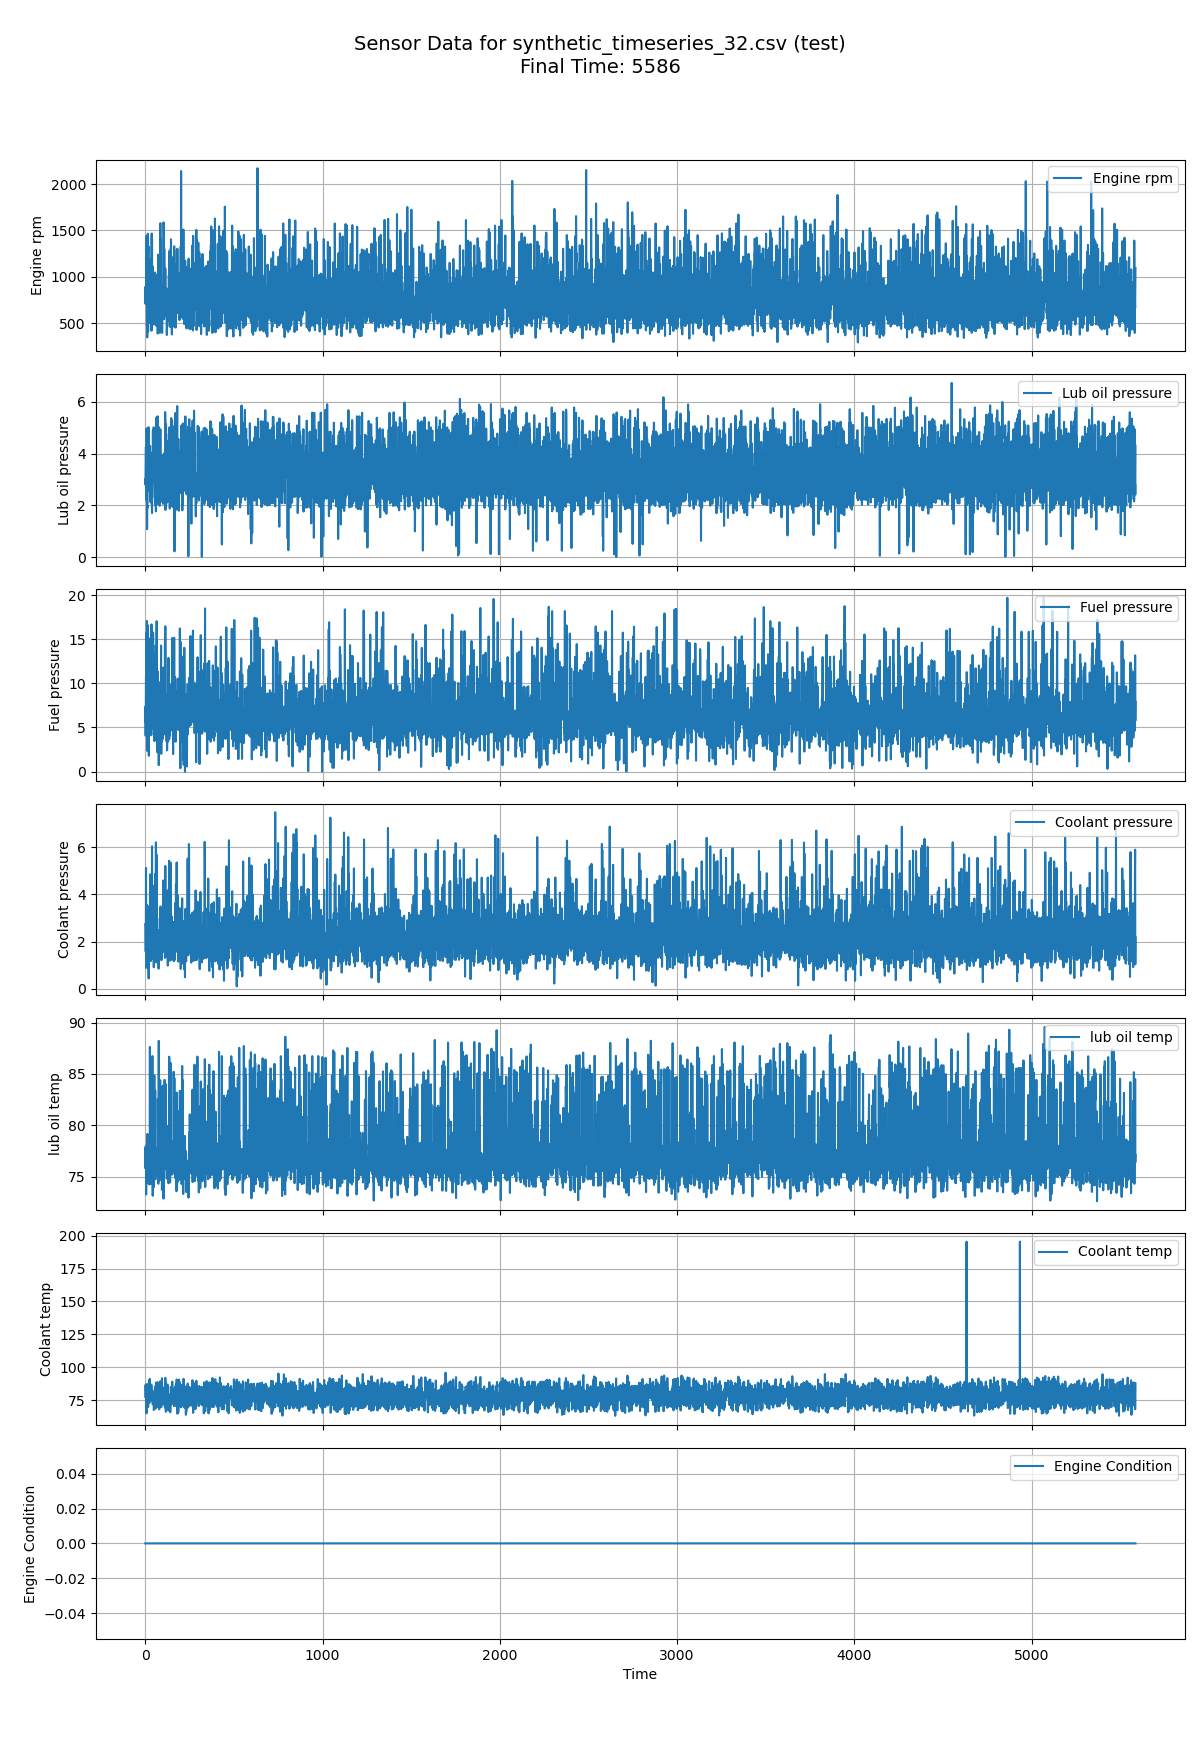 Sensor Data for synthetic_timeseries_32.csv (test)
Final Time: 5586
Engine rpm
2000
1500
1000
500
Engine rpm
Lub oil pressure
6
4
2
0
Lub oil pressure
Fuel pressure
20
15
10
5
0
Fuel pressure
Coolant pressure
6
4
2
0
Coolant pressure
lub oil temp
90
85
80
75
lub oil temp
Coolant temp
200
175
150
125
100
75
Coolant temp
Engine Condition
0.04
0.02
0.00
−0.02
−0.04
Engine Condition
0 1000 2000 3000 4000 5000
Time